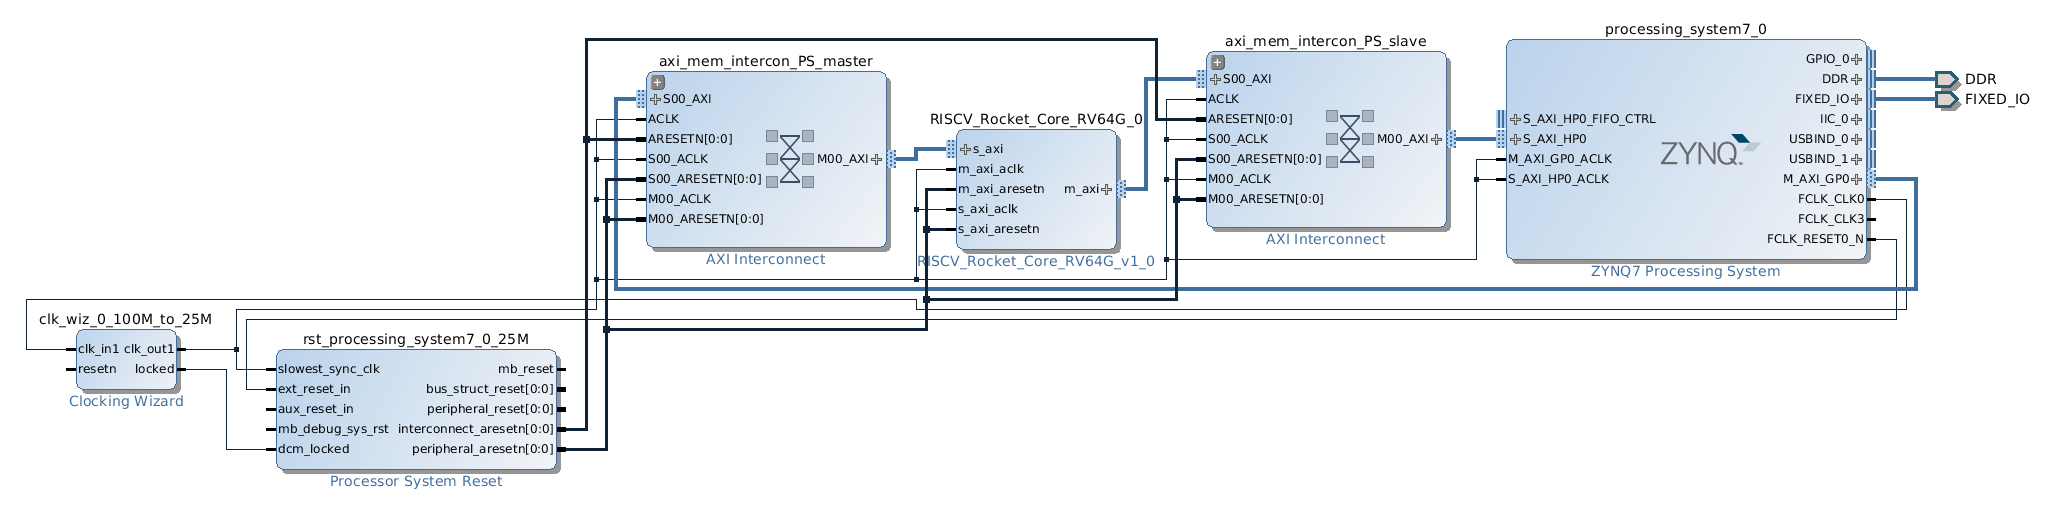 axi_mem_intercon_PS_master
S00_AXI
ACLK
ARESETN[0:0]
S00_ACLK
S00_ARESETN[0:0]
M00_ACLK
M00_ARESETN[0:0]
M00_AXI
AXI Interconnect
RISCV_Rocket_Core_RV64G_0
s_axi
m_axi_aclk
m_axi_aresetn
s_axi_aclk
s_axi_aresetn
m_axi
RISCV_Rocket_Core_RV64G_v1_0
axi_mem_intercon_PS_slave
S00_AXI
ACLK
ARESETN[0:0]
S00_ACLK
S00_ARESETN[0:0]
M00_ACLK
M00_ARESETN[0:0]
M00_AXI
AXI Interconnect
processing_system7_0
S_AXI_HP0_FIFO_CTRL
S_AXI_HP0
M_AXI_GP0_ACLK
S_AXI_HP0_ACLK
ZYNQ
GPIO_0
DDR
FIXED_IO
IIC_0
USBIND_0
USBIND_1
M_AXI_GP0
FCLK_CLK0
FCLK_CLK3
FCLK_RESET0_N
ZYNQ7 Processing System
DDR
FIXED_IO
clk_wiz_0_100M_to_25M
clk_in1 clk_out1
resetn locked
Clocking Wizard
rst_processing_system7_0_25M
slowest_sync_clk
ext_reset_in
aux_reset_in
mb_debug_sys_rst
dcm_locked
mb_reset
bus_struct_reset[0:0]
peripheral_reset[0:0]
interconnect_aresetn[0:0]
peripheral_aresetn[0:0]
Processor System Reset